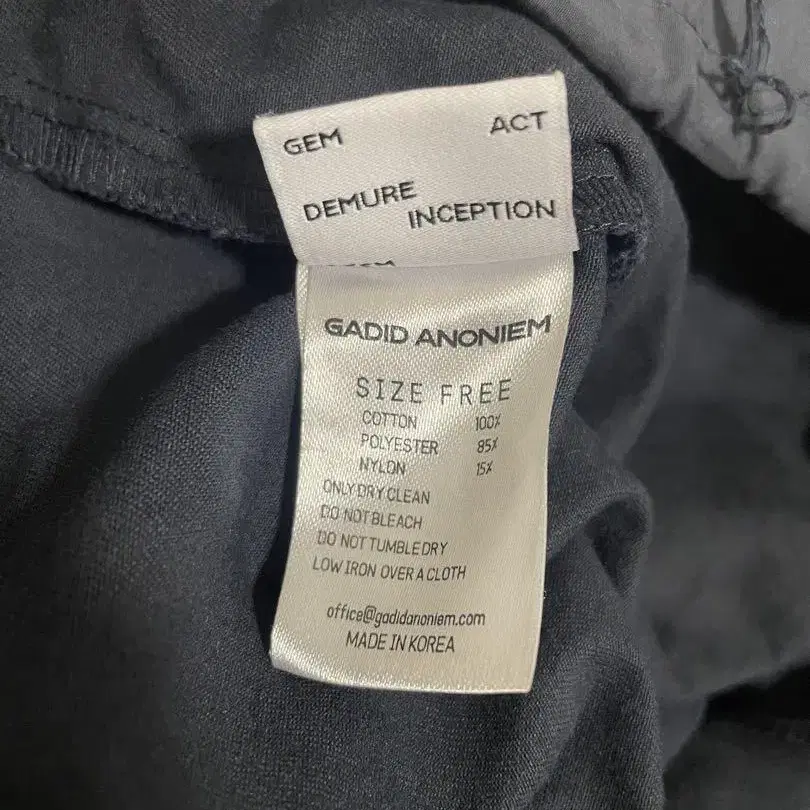 GEM ACT
DEMURE INCEPTION
GADID ANONIEM
SIZE FREE
COTTON 100%
POLYESTER 85%
NYLON 15%
ONLY DRY CLEAN
DO NOT BLEACH
DO NOT TUMBLE DRY
LOW IRON OVER A CLOTH
office@gadidanoniem.com
MADE IN KOREA